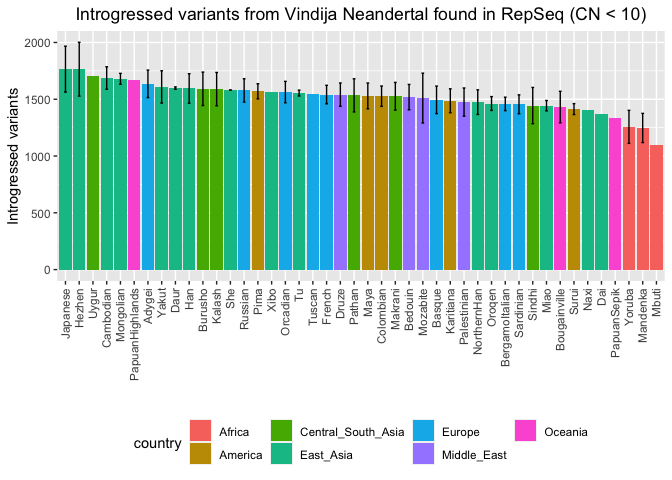 Introgressed variants from Vindija Neandertal found in RepSeq (CN < 10)
Introgressed variants
2000
1500
1000
500
0
Japanese
Hezhen
Uygur
Cambodian
Mongolian
PapuanHighlands
Adygei
Yakut
Daur
Han
Burusho
Kalash
She
Russian
Pima
Xibo
Orcadian
Tu
Tuscan
French
Druze
Pathan
Maya
Colombian
Makrani
Bedouin
Mozabite
Basque
Karitiana
Palestinian
NorthernHan
Oroqen
BergamoItalian
Sardinian
Sindhi
Miao
Bougainville
Surui
Naxi
Dai
PapuanSepik
Yoruba
Mandenka
Mbuti
country
Africa
Central_South_Asia
Europe
Oceania
America
East_Asia
Middle_East